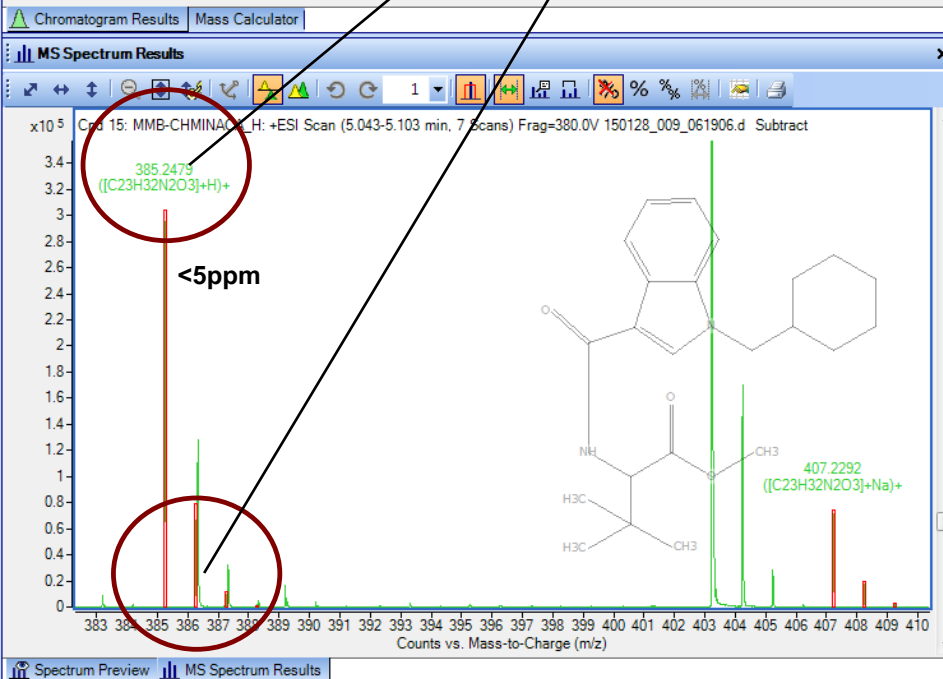 Chromatogram Results Mass Calculator
MS Spectrum Results
1 % %
x10 5 Cpd 15: MMB-CHMINACA_H: +ESI Scan (5.043-5.103 min, 7 Scans) Frag=380.0V 150128_009_061906.d Subtract
385.2479
([C23H32N2O3]+H)+
<5ppm
3.4
3.2
3
2.8
2.6
2.4
2.2
2
1.8
1.6
1.4
1.2
1
0.8
0.6
0.4
0.2
0
O
N
NH
O
O
CH3
H3C
H3C
CH3
407.2292
([C23H32N2O3]+Na)+
383 384 385 386 387 388 389 390 391 392 393 394 395 396 397 398 399 400 401 402 403 404 405 406 407 408 409 410
Counts vs. Mass-to-Charge (m/z)
Spectrum Preview MS Spectrum Results